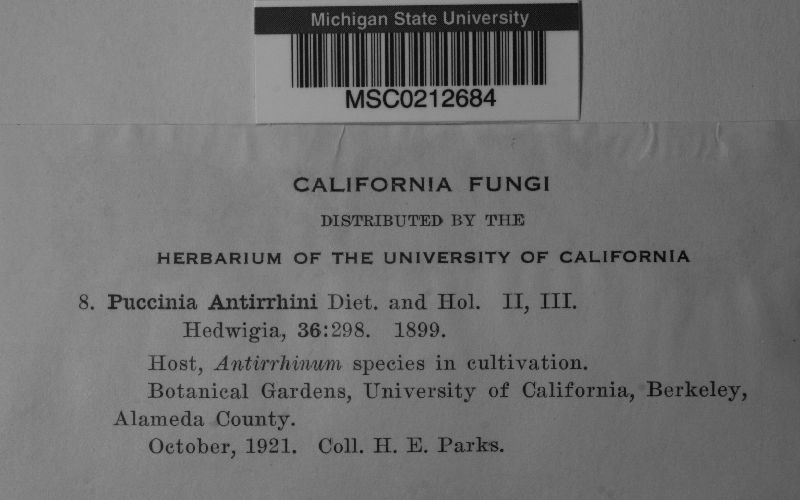 Michigan State University
MSC0212684
CALIFORNIA FUNGI
DISTRIBUTED BY THE
HERBARIUM OF THE UNIVERSITY OF CALIFORNIA
8. Puccinia Antirrhini Diet. and Hol. II, III.
Hedwigia, 36:298. 1899.
Host, Antirrhinum species in cultivation.
Botanical Gardens, University of California, Berkeley,
Alameda County.
October, 1921. Coll. H. E. Parks.